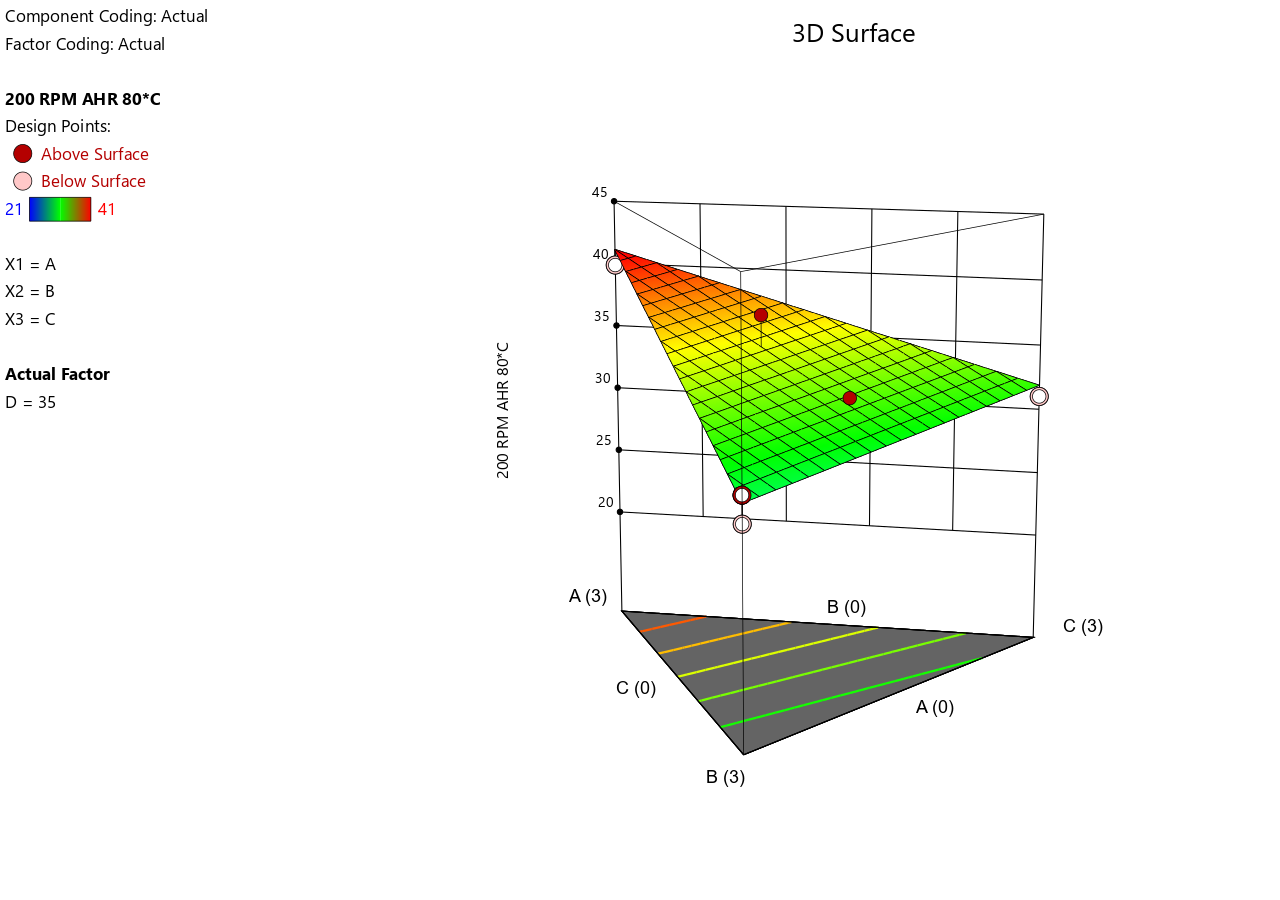 Component Coding: Actual
Factor Coding: Actual
200 RPM AHR 80*C
Design Points:
Above Surface
Below Surface
21 41
X1 = A
X2 = B
X3 = C
Actual Factor
D = 35
3D Surface
45
40
35
30
25
20
200 RPM AHR 80*C
A (3)
B (0)
C (3)
C (0)
A (0)
B (3)